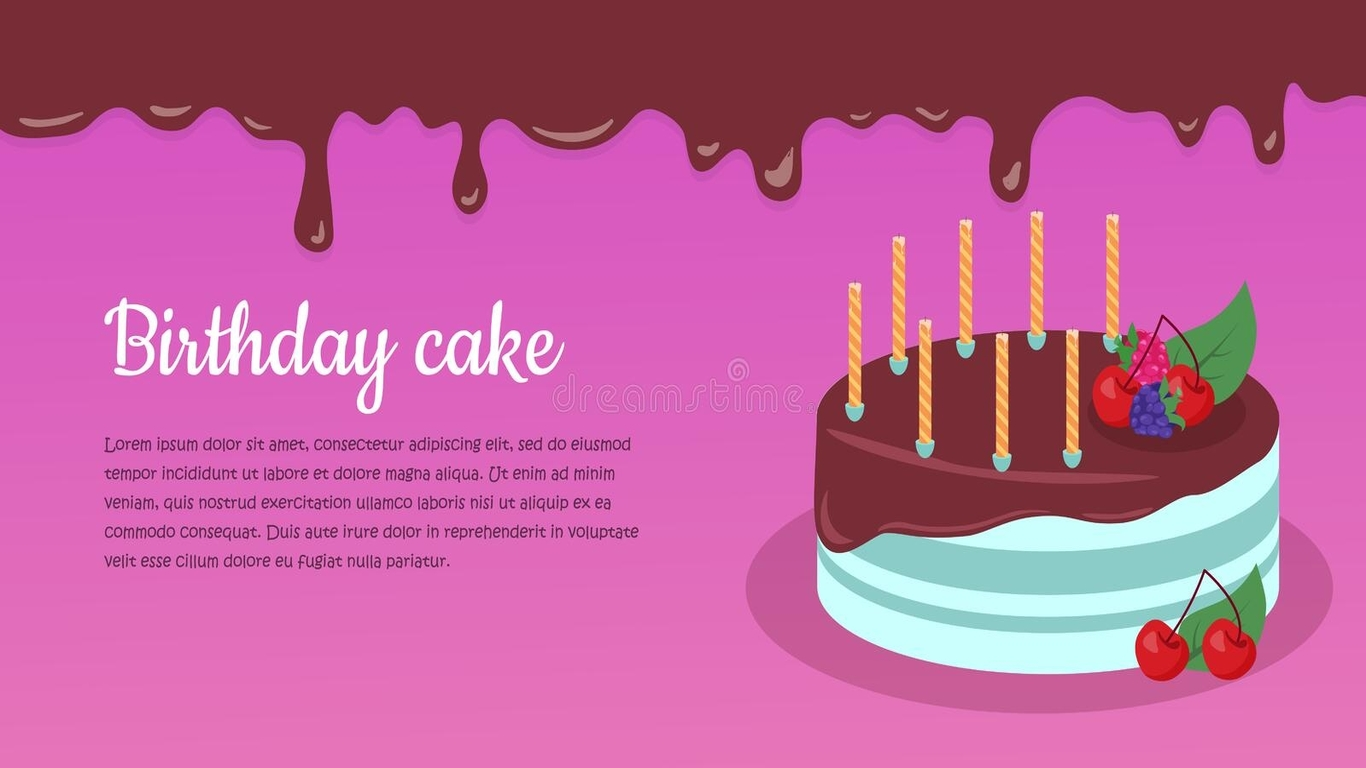 Birthday cake
dreamstime.
Lorem ipsum dolor sit amet, consectetur adipiscing elit, sed do eiusmod
tempor incididunt ut labore et dolore magna aliqua. Ut enim ad minim
veniam, quis nostrud exercitation ullamco laboris nisi ut aliquip ex ea
commodo consequat. Duis aute irure dolor in reprehenderit in voluptate
velit esse cillum dolore eu fugiat nulla pariatur.